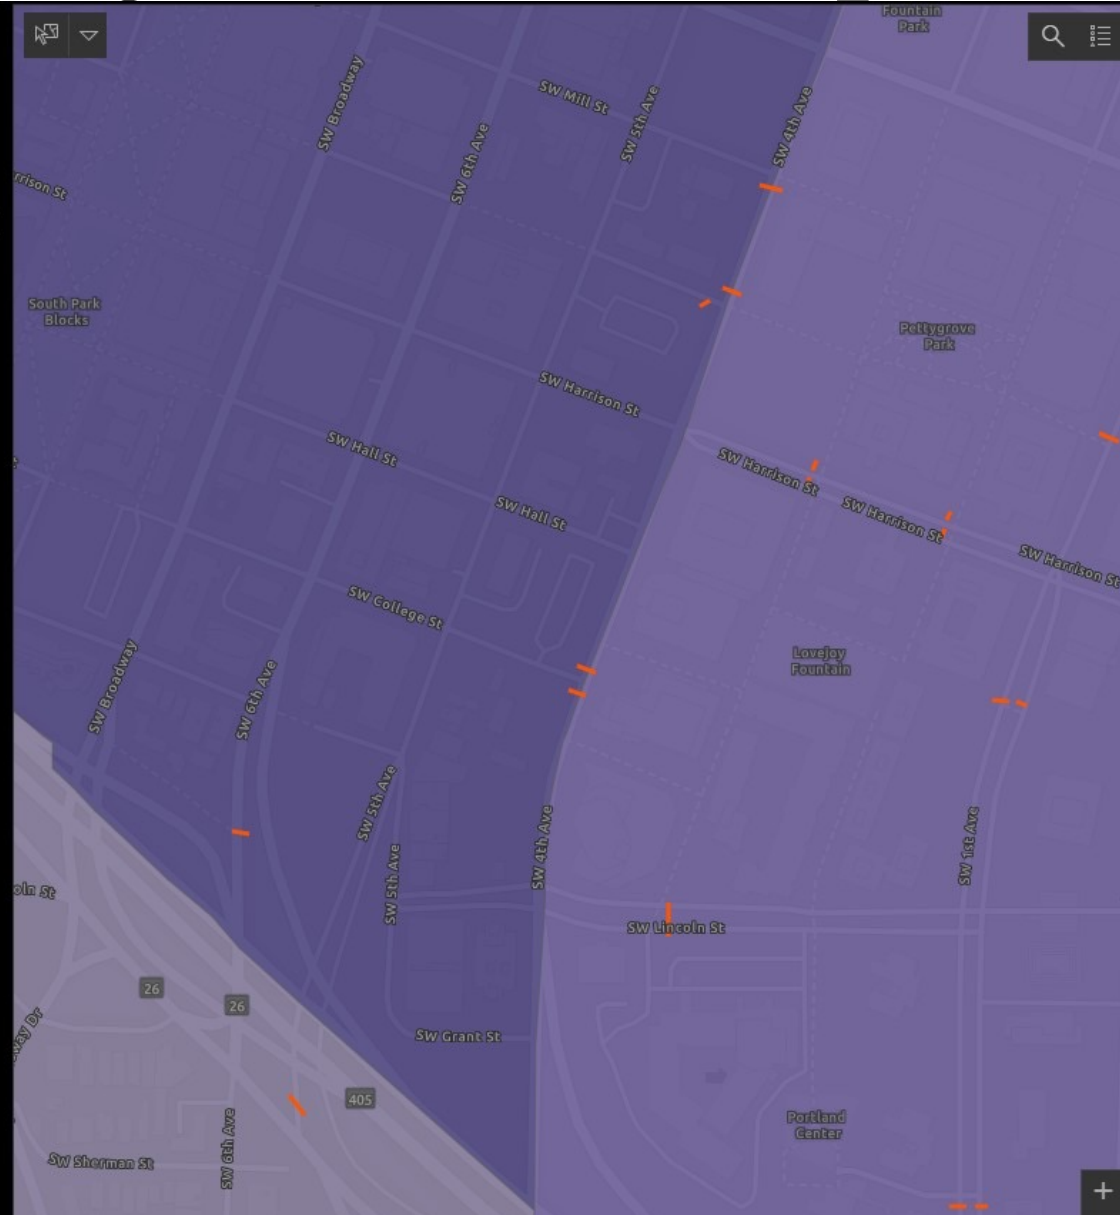 Fountain
Park
SW Broadway
SW Mill St
SW 5th Ave
SW 4th Ave
SW 6th Ave
rrison St
South Park
Blocks
Pettygrove
Park
SW Harrison St
SW Hall St
SW Harrison St
SW Hall St
SW Harrison St
SW Harrison St
SW College St
Lovejoy
Fountain
SW Broadway
SW 6th Ave
SW 5th Ave
SW 4th Ave
SW 1st Ave
SW 5th Ave
oln St
SW Lincoln St
26
26
way Dr
SW Grant St
405
SW 6th Ave
Portland
Center
SW Sherman St